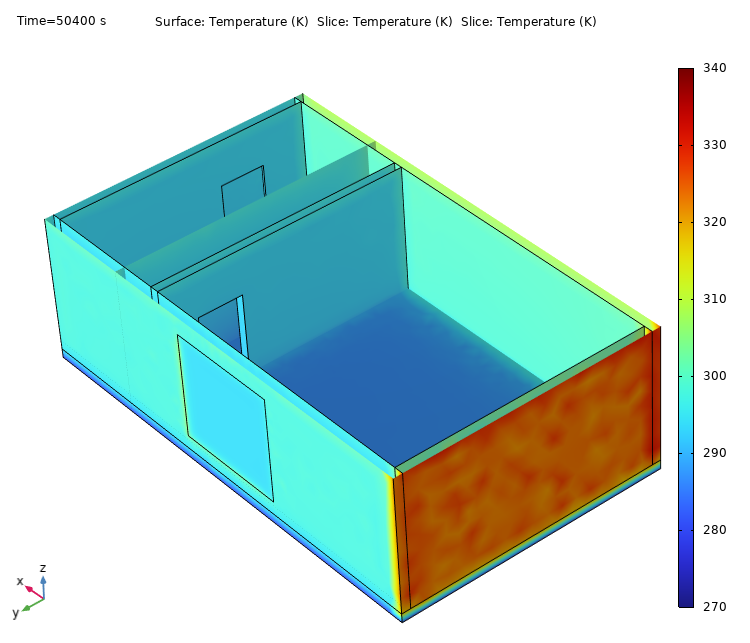 Time=50400 s Surface: Temperature (K) Slice: Temperature (K) Slice: Temperature (K)
340
330
320
310
300
290
280
270
z
x
y